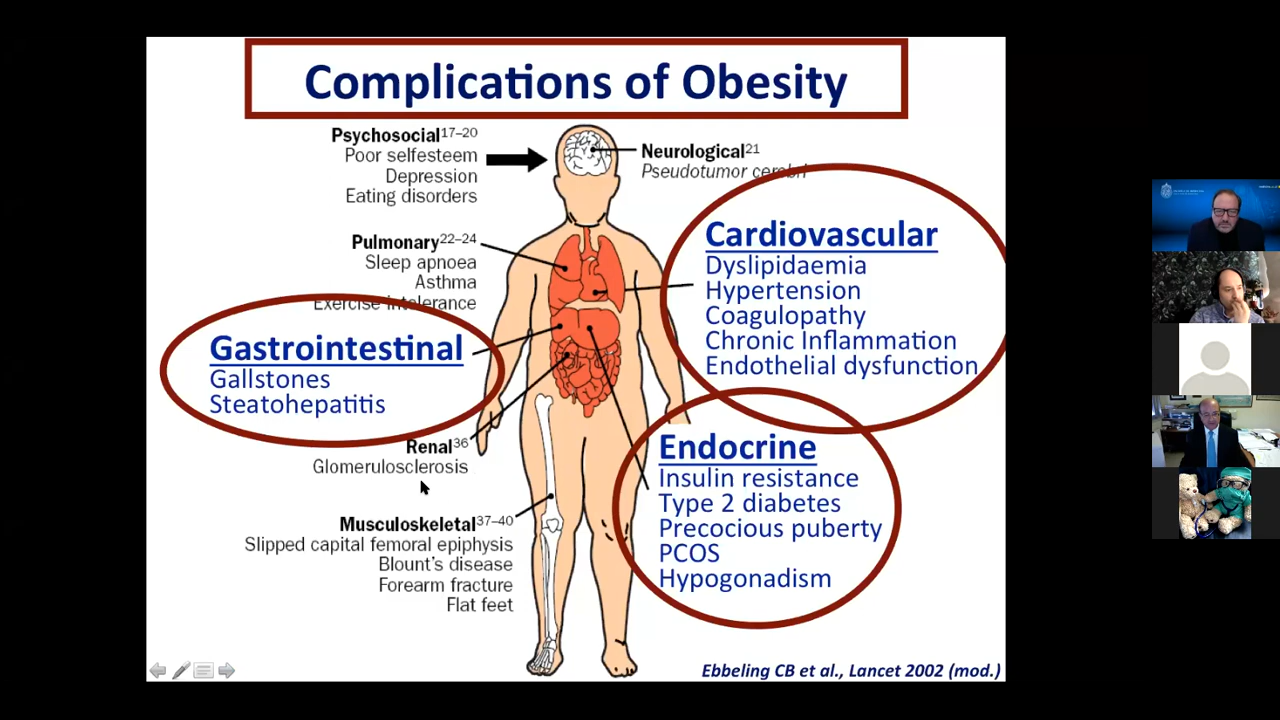 Complications of Obesity
Psychosocial17–20
Poor selfesteem
Depression
Eating disorders
Neurological21
Pseudotumor cerebri
Pulmonary22–24
Sleep apnoea
Asthma
Exercise intolerance
Cardiovascular
Dyslipidaemia
Hypertension
Coagulopathy
Chronic Inflammation
Endothelial dysfunction
Gastrointestinal
Gallstones
Steatohepatitis
Renal36
Glomerulosclerosis
Endocrine
Insulin resistance
Type 2 diabetes
Precocious puberty
PCOS
Hypogonadism
Musculoskeletal37–40
Slipped capital femoral epiphysis
Blount's disease
Forearm fracture
Flat feet
Ebbeling CB et al., Lancet 2002 (mod.)